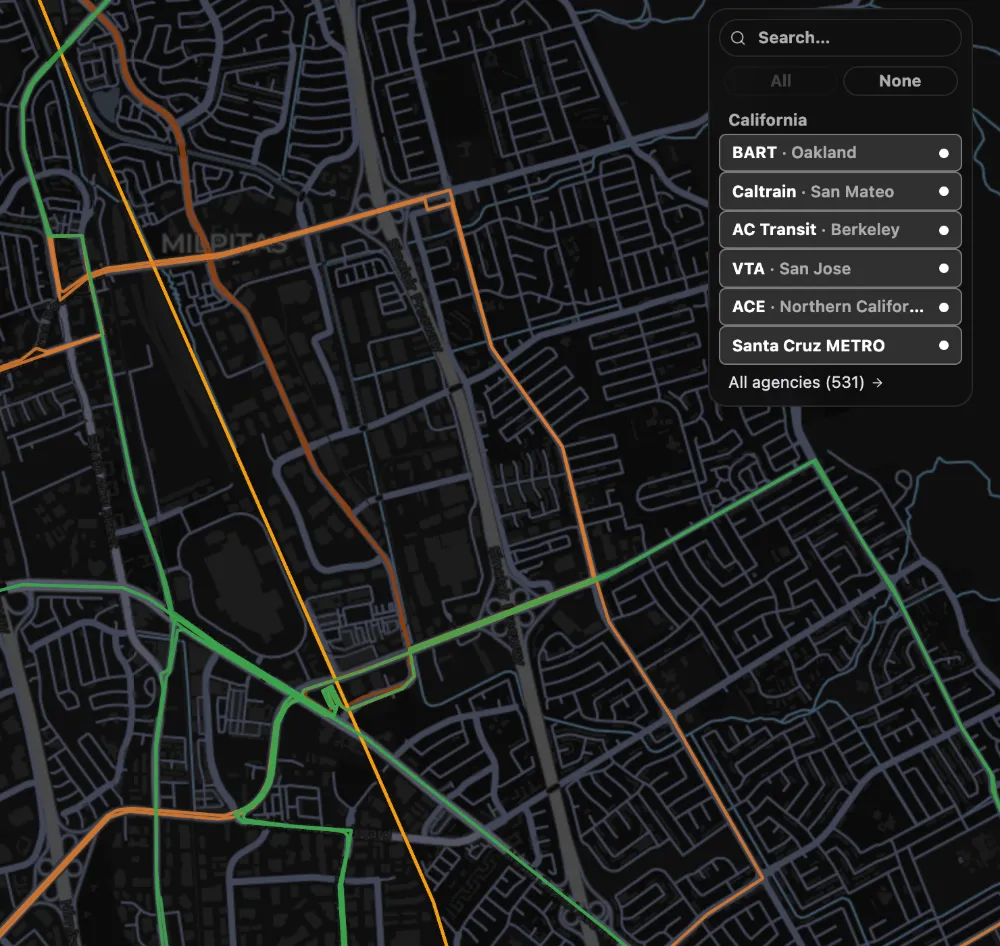 Search...
All
None
California
BART · Oakland
Caltrain · San Mateo
AC Transit · Berkeley
VTA · San Jose
ACE · Northern Califor...
Santa Cruz METRO
All agencies (531) →
MILPITAS